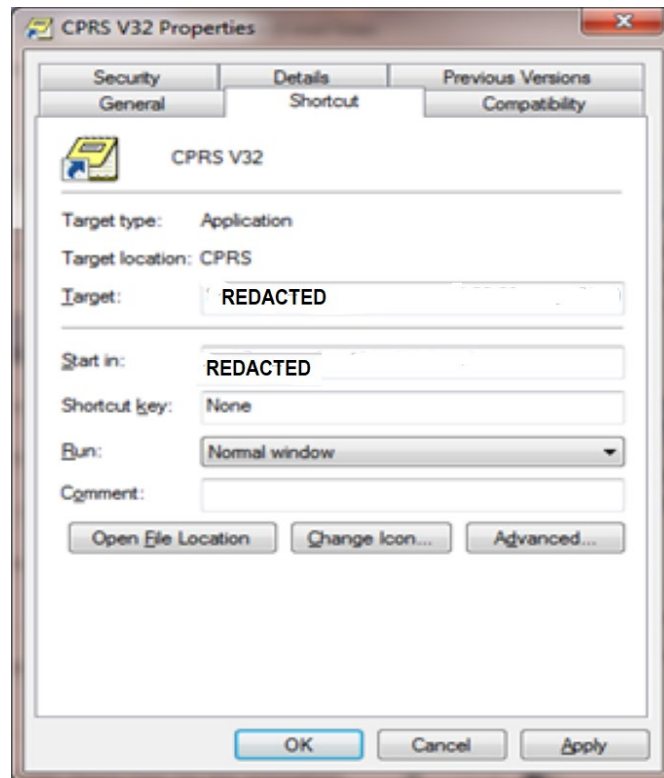 CPRS V32 Properties
Security Details Previous Versions
General Shortcut Compatibility
CPRS V32
Target type: Application
Target location: CPRS
Target: REDACTED
Start in: REDACTED
Shortcut key: None
Run: Normal window
Comment:
Open File Location Change Icon... Advanced...
OK Cancel Apply